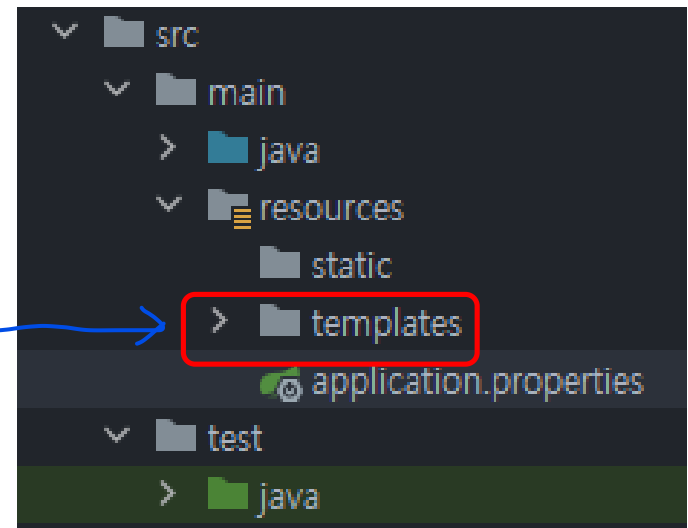 src
main
java
resources
static
templates
application.properties
test
java